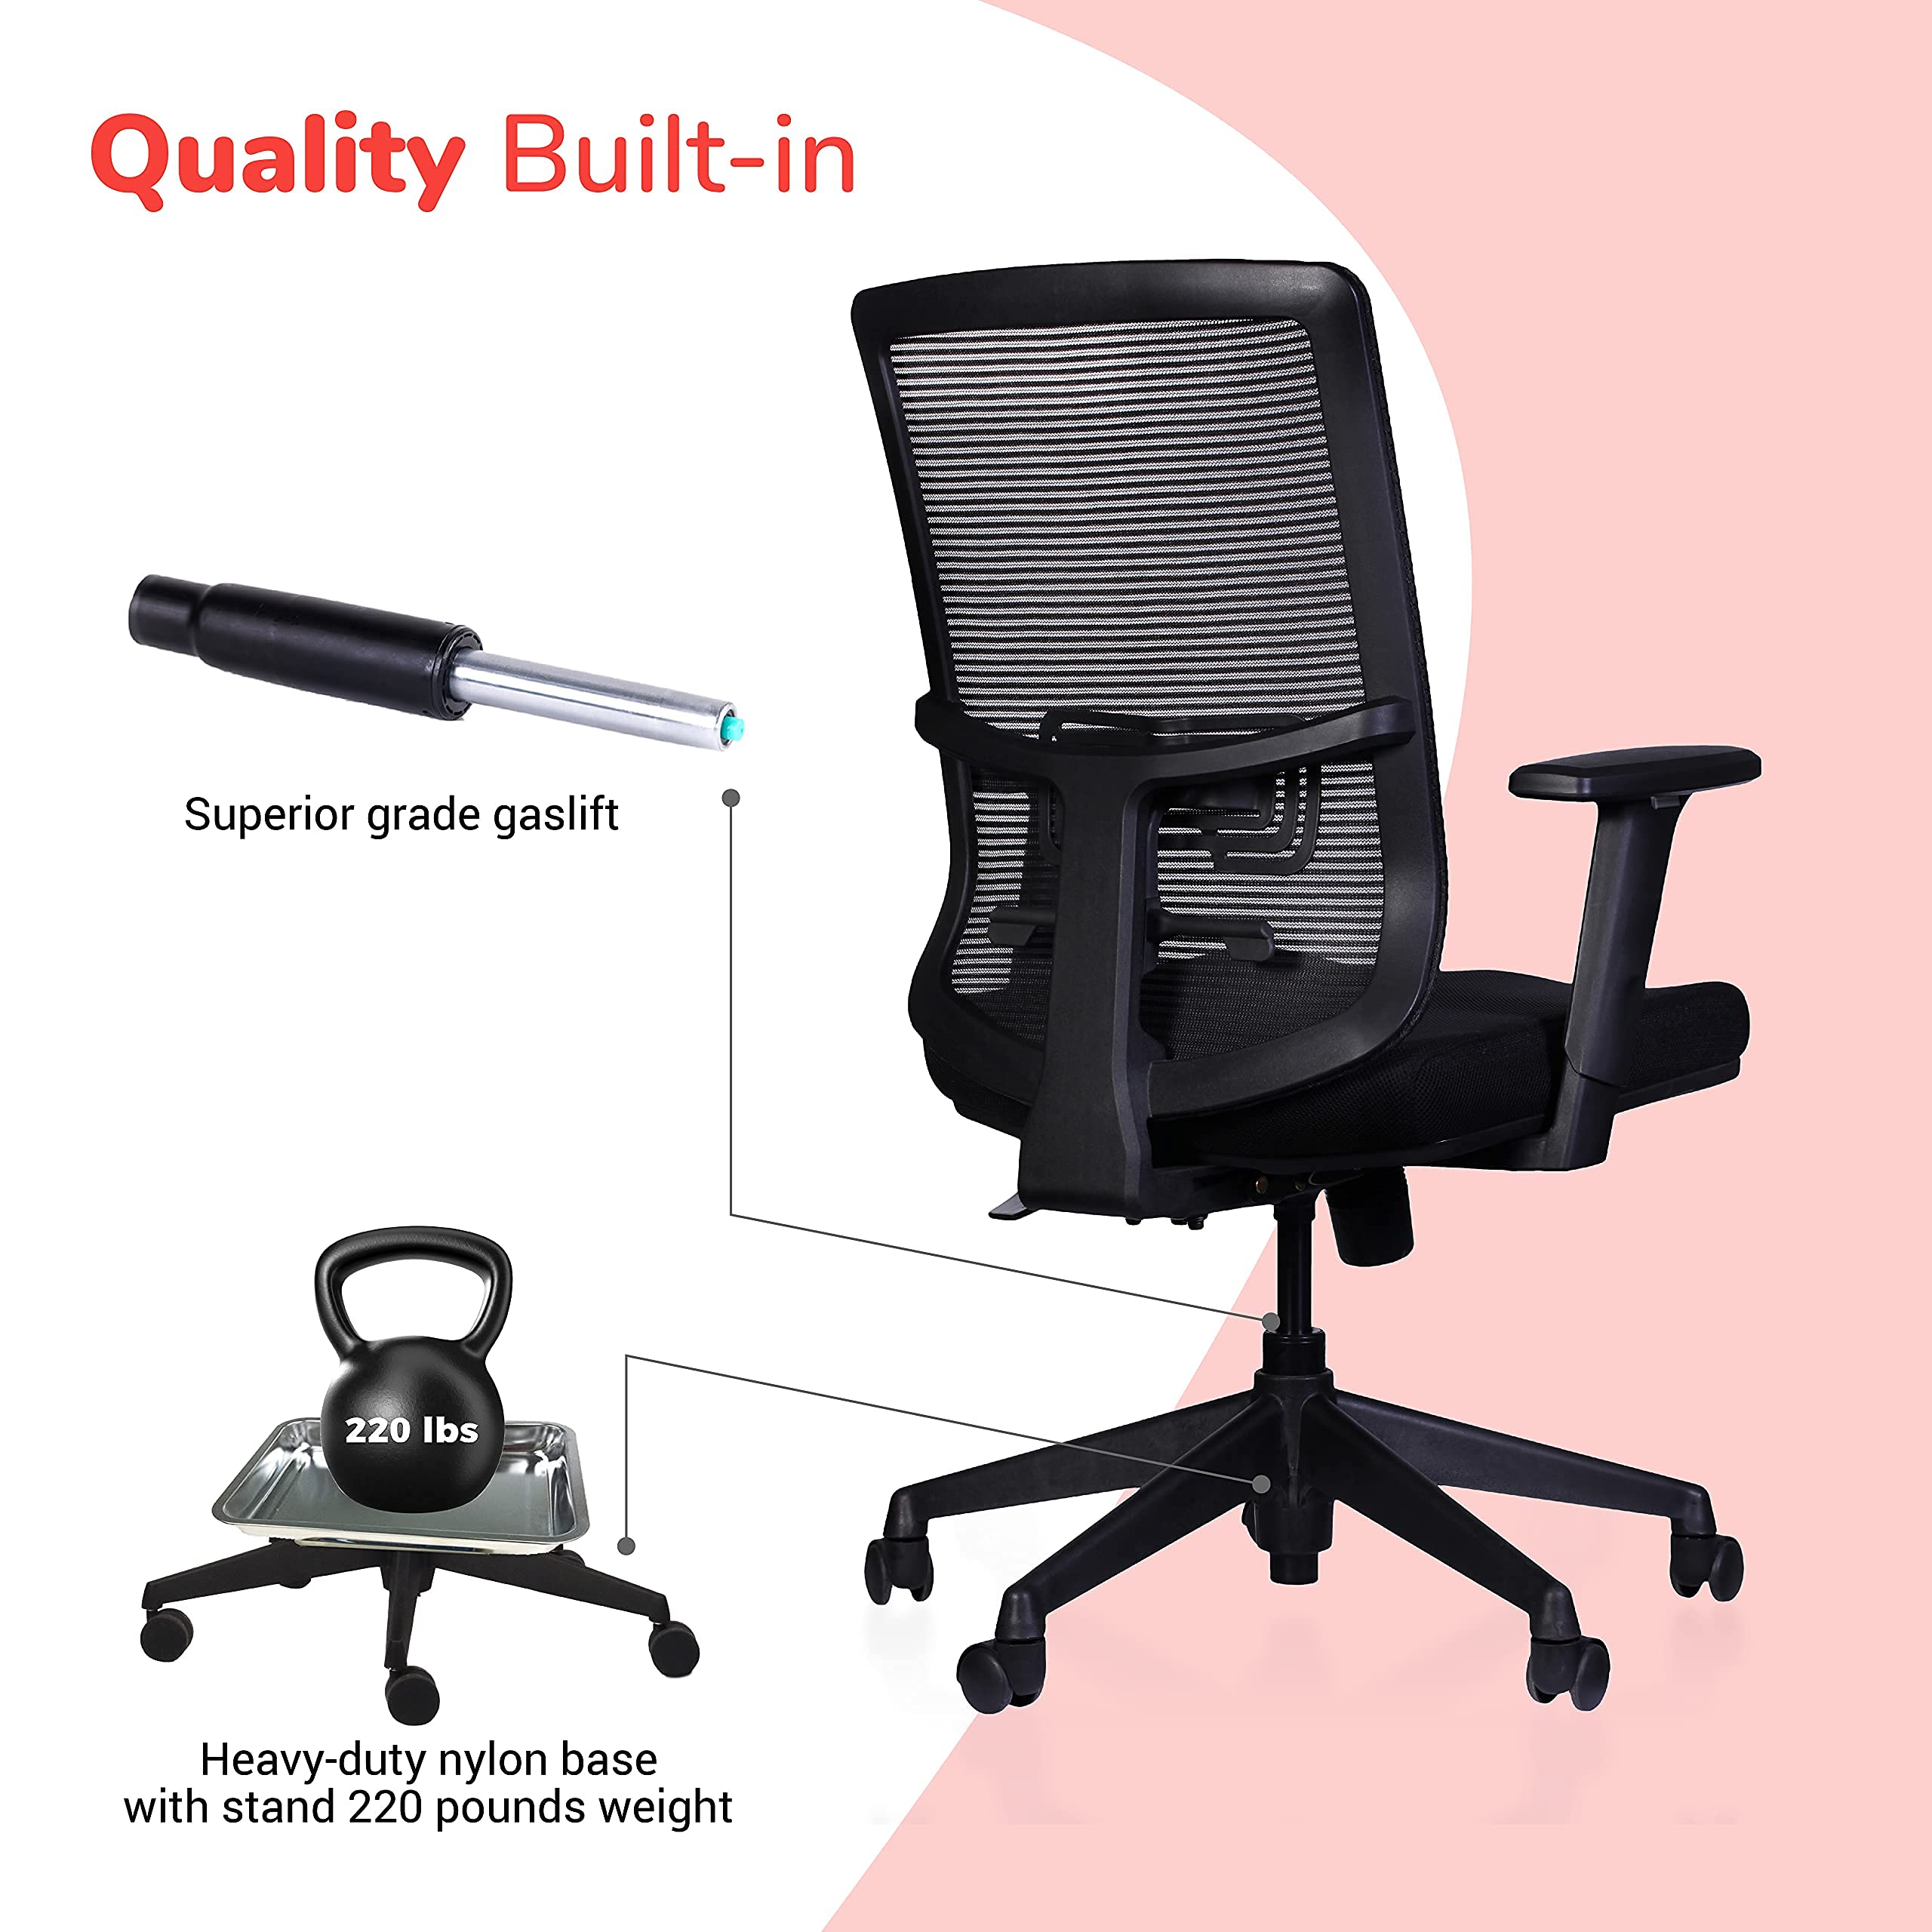 Quality Built-in
Superior grade gaslift
220 lbs
Heavy-duty nylon base
with stand 220 pounds weight